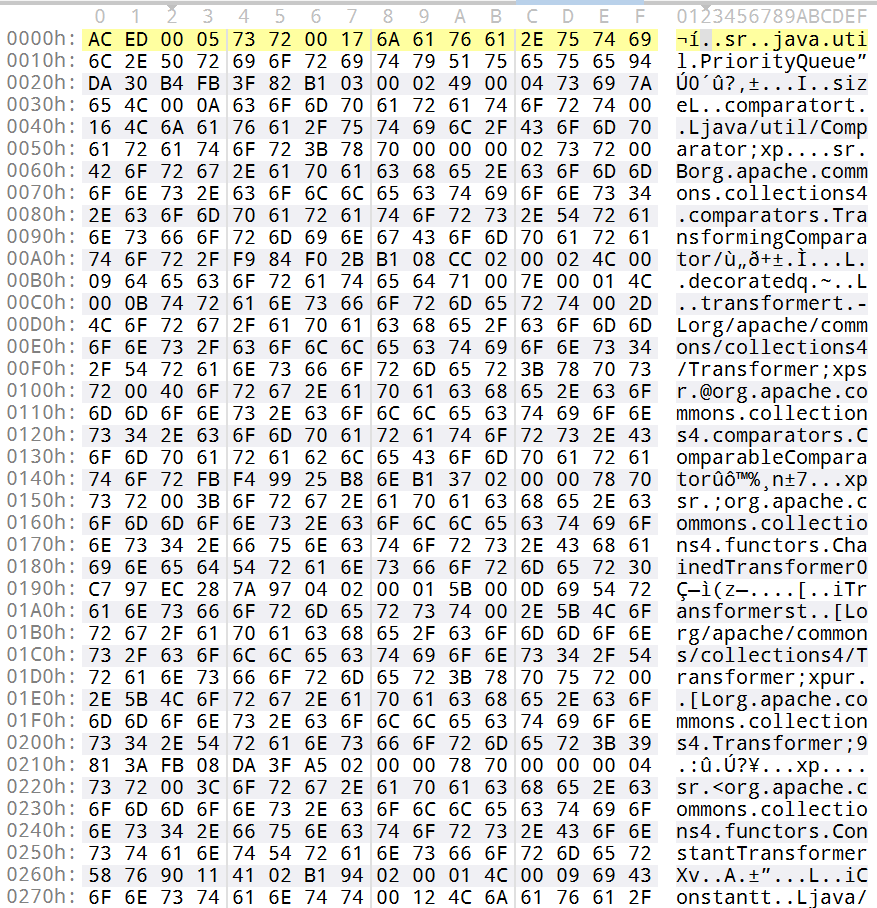 0 1 2 3 4 5 6 7 8 9 A B C D E F 0123456789ABCDEF
0000h: AC ED 00 05 73 72 00 17 6A 61 76 61 2E 75 74 69 ¬í..sr..java.uti
0010h: 6C 2E 50 72 69 6F 72 69 74 79 51 75 65 75 65 94 l.PriorityQueue”
0020h: DA 30 B4 FB 3F 82 B1 03 00 02 49 00 04 73 69 7A Ú0´û?‚±...I..siz
0030h: 65 4C 00 0A 63 6F 6D 70 61 72 61 74 6F 72 74 00 eL..comparatort.
0040h: 16 4C 6A 61 76 61 2F 75 74 69 6C 2F 43 6F 6D 70 .Ljava/util/Comp
0050h: 61 72 61 74 6F 72 3B 78 70 00 00 00 02 73 72 00 arator;xp....sr.
0060h: 42 6F 72 67 2E 61 70 61 63 68 65 2E 63 6F 6D 6D Borg.apache.comm
0070h: 6F 6E 73 2E 63 6F 6C 6C 65 63 74 69 6F 6E 73 34 ons.collections4
0080h: 2E 63 6F 6D 70 61 72 61 74 6F 72 73 2E 54 72 61 .comparators.Tra
0090h: 6E 73 66 6F 72 6D 69 6E 67 43 6F 6D 70 61 72 61 nsformingCompara
00A0h: 74 6F 72 2F F9 84 F0 2B B1 08 CC 02 00 02 4C 00 tor/ù„ð+±.Ì...L.
00B0h: 09 64 65 63 6F 72 61 74 65 64 71 00 7E 00 01 4C .decoratedq.~..L
00C0h: 00 0B 74 72 61 6E 73 66 6F 72 6D 65 72 74 00 2D ..transformert.-
00D0h: 4C 6F 72 67 2F 61 70 61 63 68 65 2F 63 6F 6D 6D Lorg/apache/comm
00E0h: 6F 6E 73 2F 63 6F 6C 6C 65 63 74 69 6F 6E 73 34 ons/collections4
00F0h: 2F 54 72 61 6E 73 66 6F 72 6D 65 72 3B 78 70 73 /Transformer;xps
0100h: 72 00 40 6F 72 67 2E 61 70 61 63 68 65 2E 63 6F r.@org.apache.co
0110h: 6D 6D 6F 6E 73 2E 63 6F 6C 6C 65 63 74 69 6F 6E mmons.collection
0120h: 73 34 2E 63 6F 6D 70 61 72 61 74 6F 72 73 2E 43 s4.comparators.C
0130h: 6F 6D 70 61 72 61 62 6C 65 43 6F 6D 70 61 72 61 omparableCompara
0140h: 74 6F 72 FB F4 99 25 B8 6E B1 37 02 00 00 78 70 torûô™%¸n±7...xp
0150h: 73 72 00 3B 6F 72 67 2E 61 70 61 63 68 65 2E 63 sr.;org.apache.c
0160h: 6F 6D 6D 6F 6E 73 2E 63 6F 6C 6C 65 63 74 69 6F ommons.collectio
0170h: 6E 73 34 2E 66 75 6E 63 74 6F 72 73 2E 43 68 61 ns4.functors.Cha
0180h: 69 6E 65 64 54 72 61 6E 73 66 6F 72 6D 65 72 30 inedTransformer0
0190h: C7 97 EC 28 7A 97 04 02 00 01 5B 00 0D 69 54 72 Ç—ì(z—....[..iTr
01A0h: 61 6E 73 66 6F 72 6D 65 72 73 74 00 2E 5B 4C 6F ansformerst..[Lo
01B0h: 72 67 2F 61 70 61 63 68 65 2F 63 6F 6D 6D 6F 6E rg/apache/common
01C0h: 73 2F 63 6F 6C 6C 65 63 74 69 6F 6E 73 34 2F 54 s/collections4/T
01D0h: 72 61 6E 73 66 6F 72 6D 65 72 3B 78 70 75 72 00 ransformer;xpur.
01E0h: 2E 5B 4C 6F 72 67 2E 61 70 61 63 68 65 2E 63 6F .[Lorg.apache.co
01F0h: 6D 6D 6F 6E 73 2E 63 6F 6C 6C 65 63 74 69 6F 6E mmons.collection
0200h: 73 34 2E 54 72 61 6E 73 66 6F 72 6D 65 72 3B 39 s4.Transformer;9
0210h: 81 3A FB 08 DA 3F A5 02 00 00 78 70 00 00 00 04 .:û.Ú?¥...xp....
0220h: 73 72 00 3C 6F 72 67 2E 61 70 61 63 68 65 2E 63 sr.<org.apache.c
0230h: 6F 6D 6D 6F 6E 73 2E 63 6F 6C 6C 65 63 74 69 6F ommons.collectio
0240h: 6E 73 34 2E 66 75 6E 63 74 6F 72 73 2E 43 6F 6E ns4.functors.Con
0250h: 73 74 61 6E 74 54 72 61 6E 73 66 6F 72 6D 65 72 stantTransformer
0260h: 58 76 90 11 41 02 B1 94 02 00 01 4C 00 09 69 43 Xv..A.±”...L..iC
0270h: 6F 6E 73 74 61 6E 74 74 00 12 4C 6A 61 76 61 2F onstantt..Ljava/